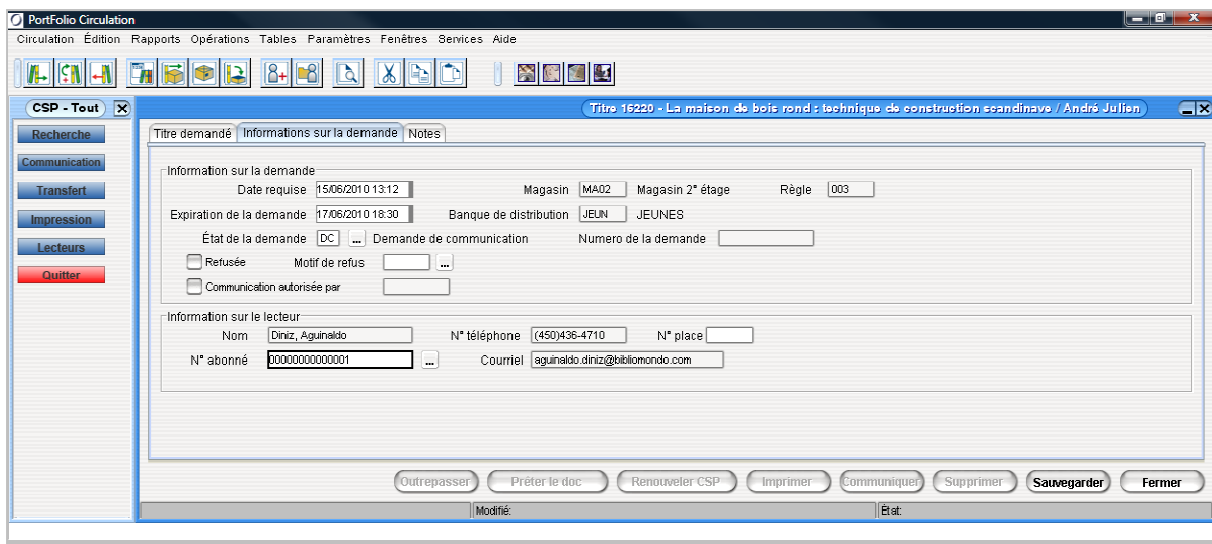 PortFolio Circulation
Circulation Édition Rapports Opérations Tables Paramètres Fenêtres Services Aide
CSP - Tout
Titre 15220 - La maison de bois rond : technique de construction scandinave / André Julien
Recherche
Communication
Transfert
Impression
Lecteurs
Quitter
Titre demandé Informations sur la demande Notes
Information sur la demande
Date requise 15/06/2010 13:12 Magasin MA02 Magasin 2° étage Règle 003
Expiration de la demande 17/06/2010 18:30 Banque de distribution JEUN JEUNES
État de la demande DC ... Demande de communication Numero de la demande
Refusée Motif de refus ...
Communication autorisée par
Information sur le lecteur
Nom Diniz, Aguinaldo N° téléphone (450)436-4710 N° place
N° abonné 00000000000001 ... Courriel aguinaldo.diniz@bibliomondo.com
Outrepasser Prêter le doc Renouveler CSP Imprimer Communiquer Supprimer Sauvegarder Fermer
Modifié: État: